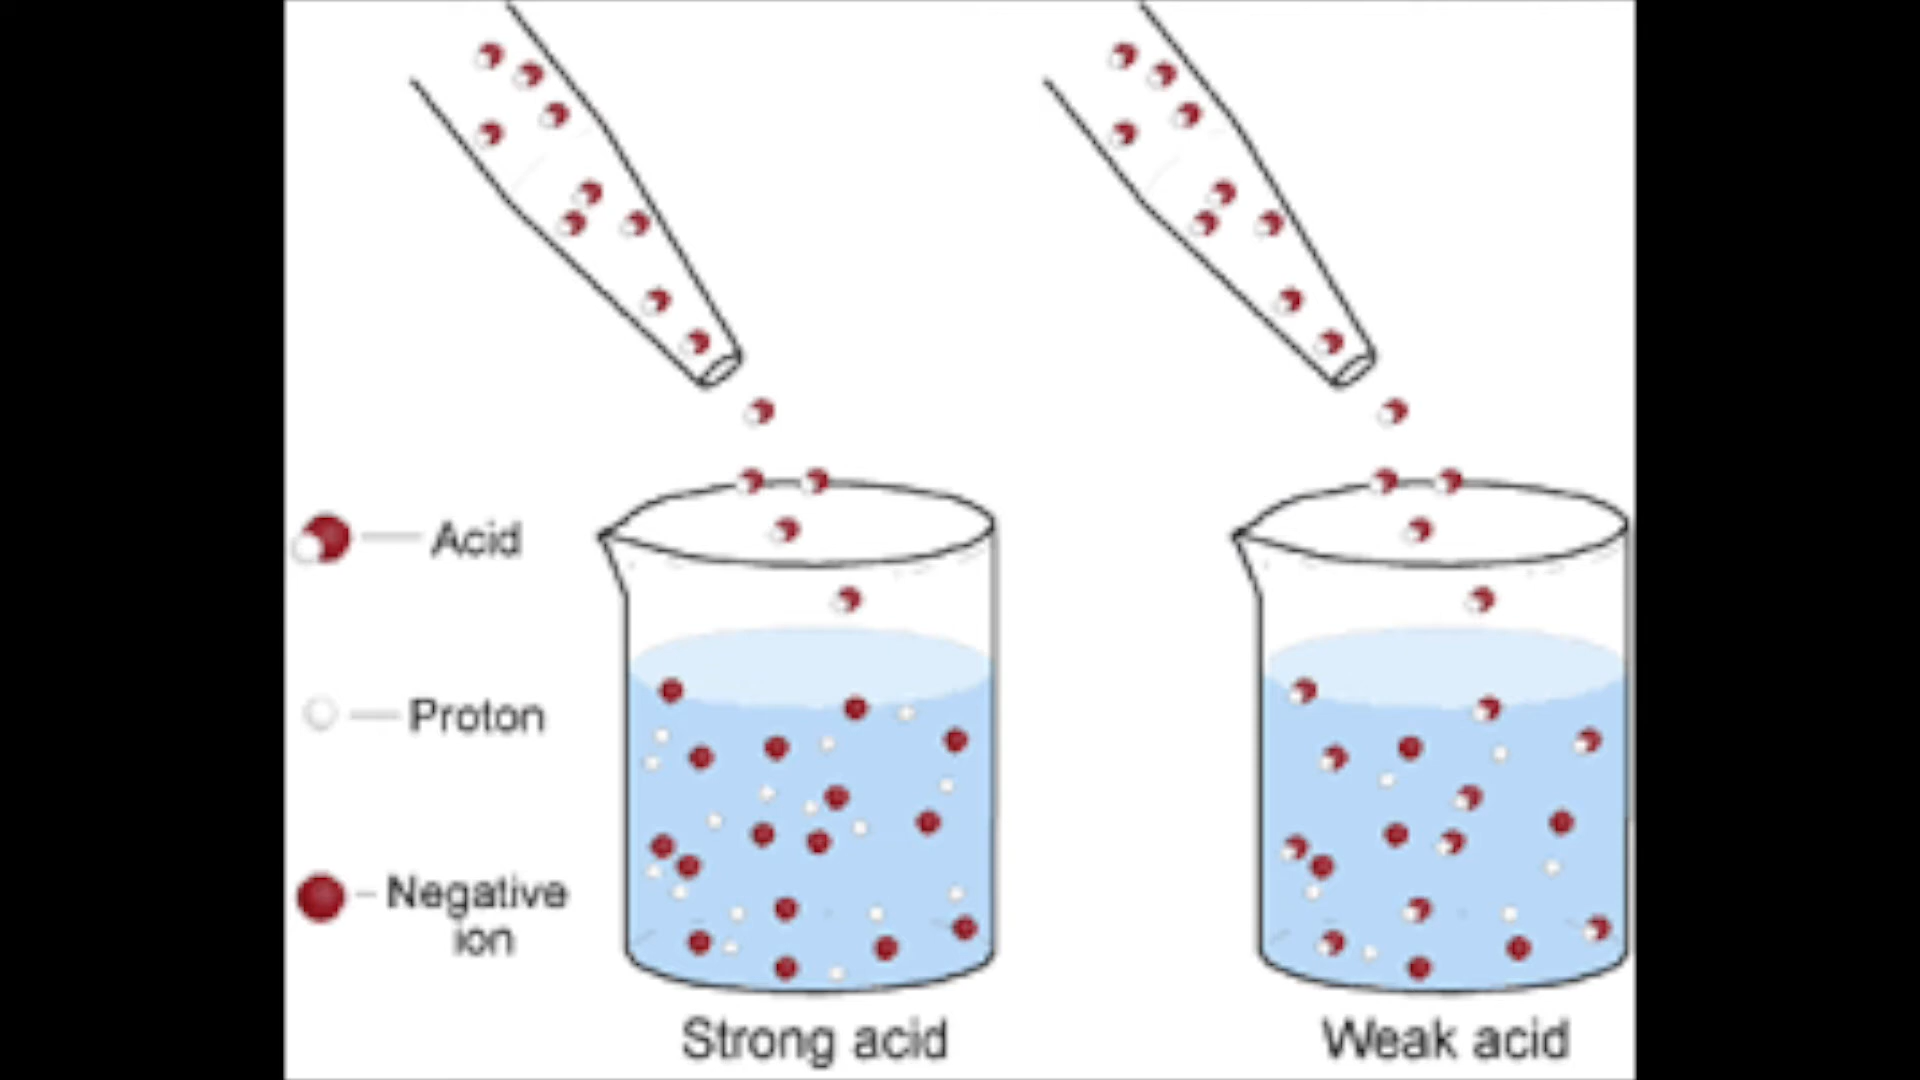 Acid
Proton
Negative
ion
Strong acid
Weak acid